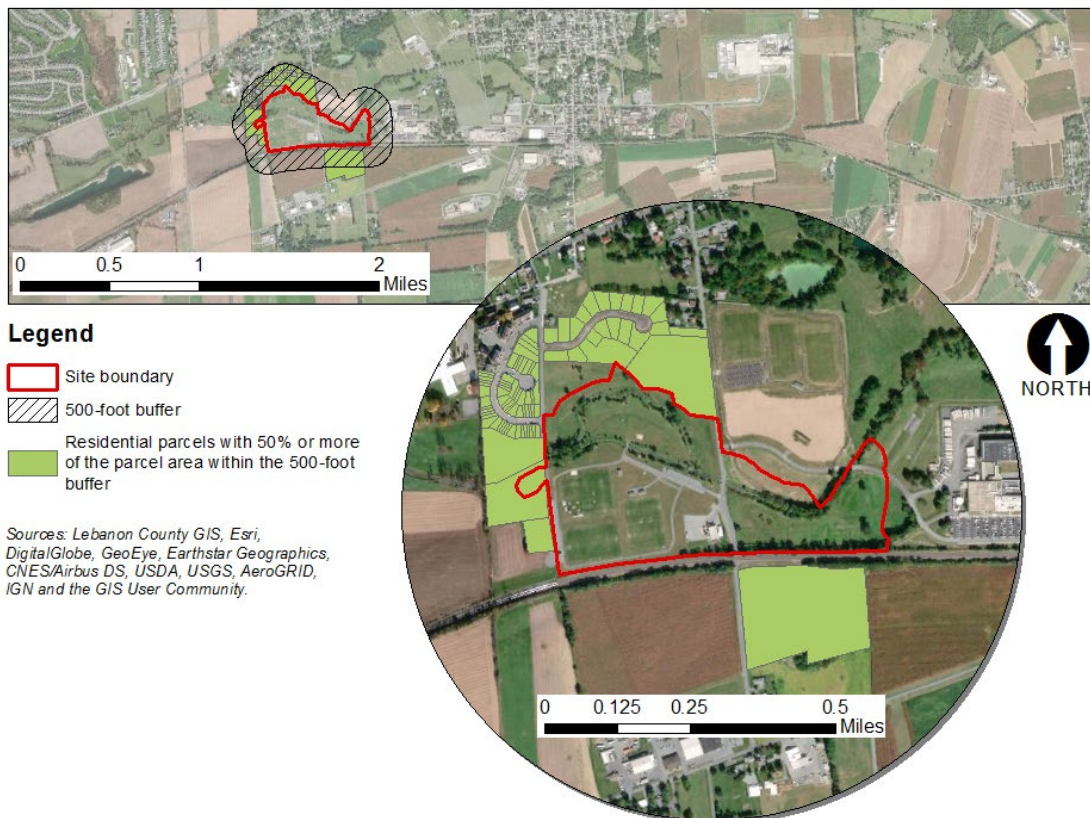 0 0.5 1 2
Miles
Legend
Site boundary
500-foot buffer
Residential parcels with 50% or more
of the parcel area within the 500-foot
buffer
Sources: Lebanon County GIS, Esri,
DigitalGlobe, GeoEye, Earthstar Geographics,
CNES/Airbus DS, USDA, USGS, AeroGRID,
IGN and the GIS User Community.
NORTH
0 0.125 0.25 0.5
Miles